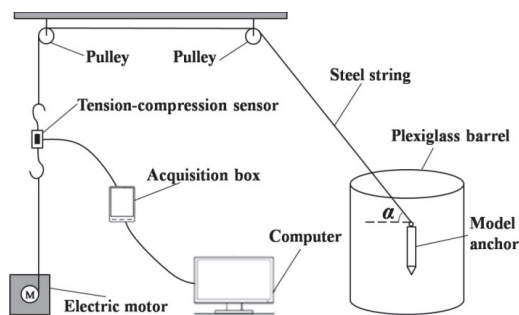 Pulley
Pulley
Steel string
Tension-compression sensor
Plexiglass barrel
Acquisition box
α
Model
anchor
Computer
M
Electric motor